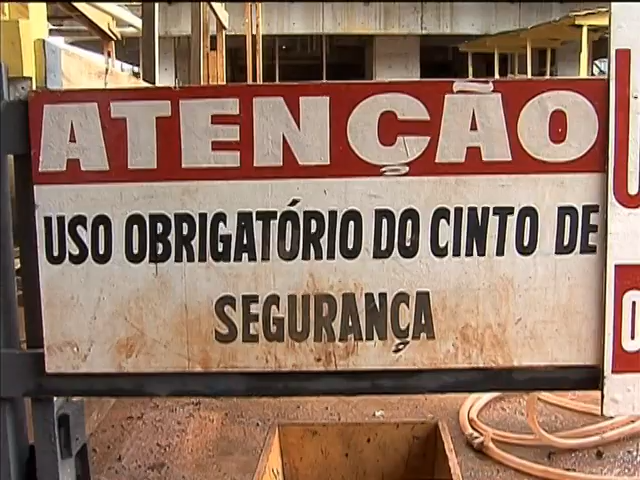 ATENÇÃO
USO OBRIGATÓRIO DO CINTO DE
SEGURANÇA